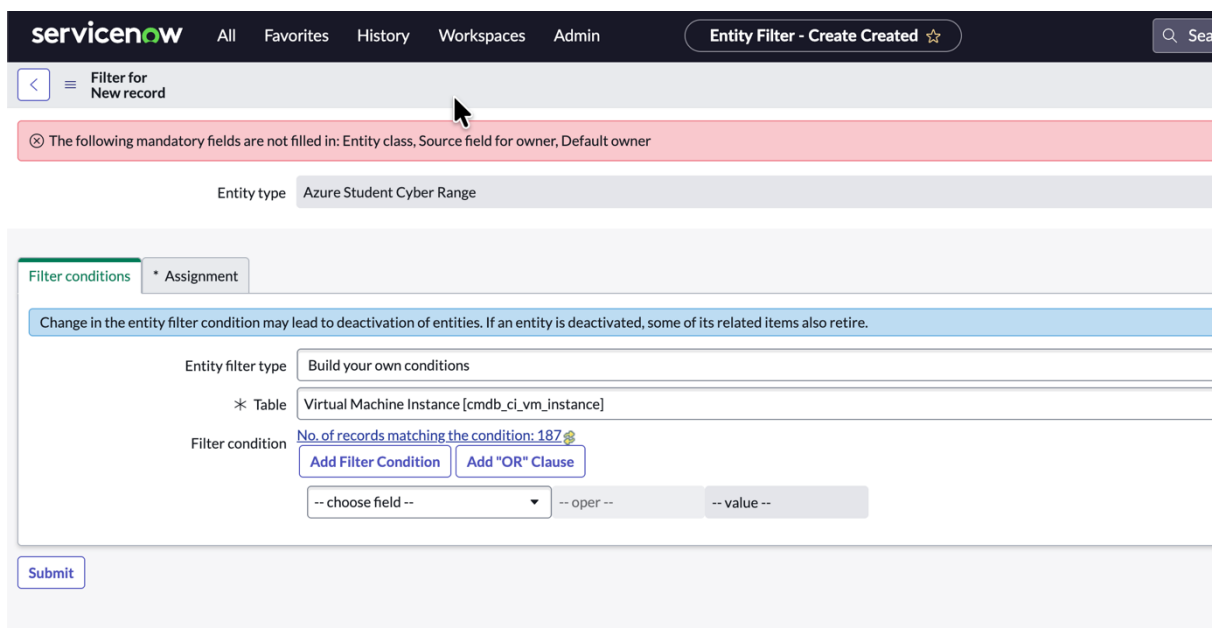 servicenow All Favorites History Workspaces Admin Entity Filter - Create Created
Filter for
New record
The following mandatory fields are not filled in: Entity class, Source field for owner, Default owner
Entity type Azure Student Cyber Range
Filter conditions * Assignment
Change in the entity filter condition may lead to deactivation of entities. If an entity is deactivated, some of its related items also retire.
Entity filter type Build your own conditions
Table Virtual Machine Instance [cmdb_ci_vm_instance]
Filter condition No. of records matching the condition: 187
Add Filter Condition Add "OR" Clause
-- choose field -- -- oper -- -- value --
Submit